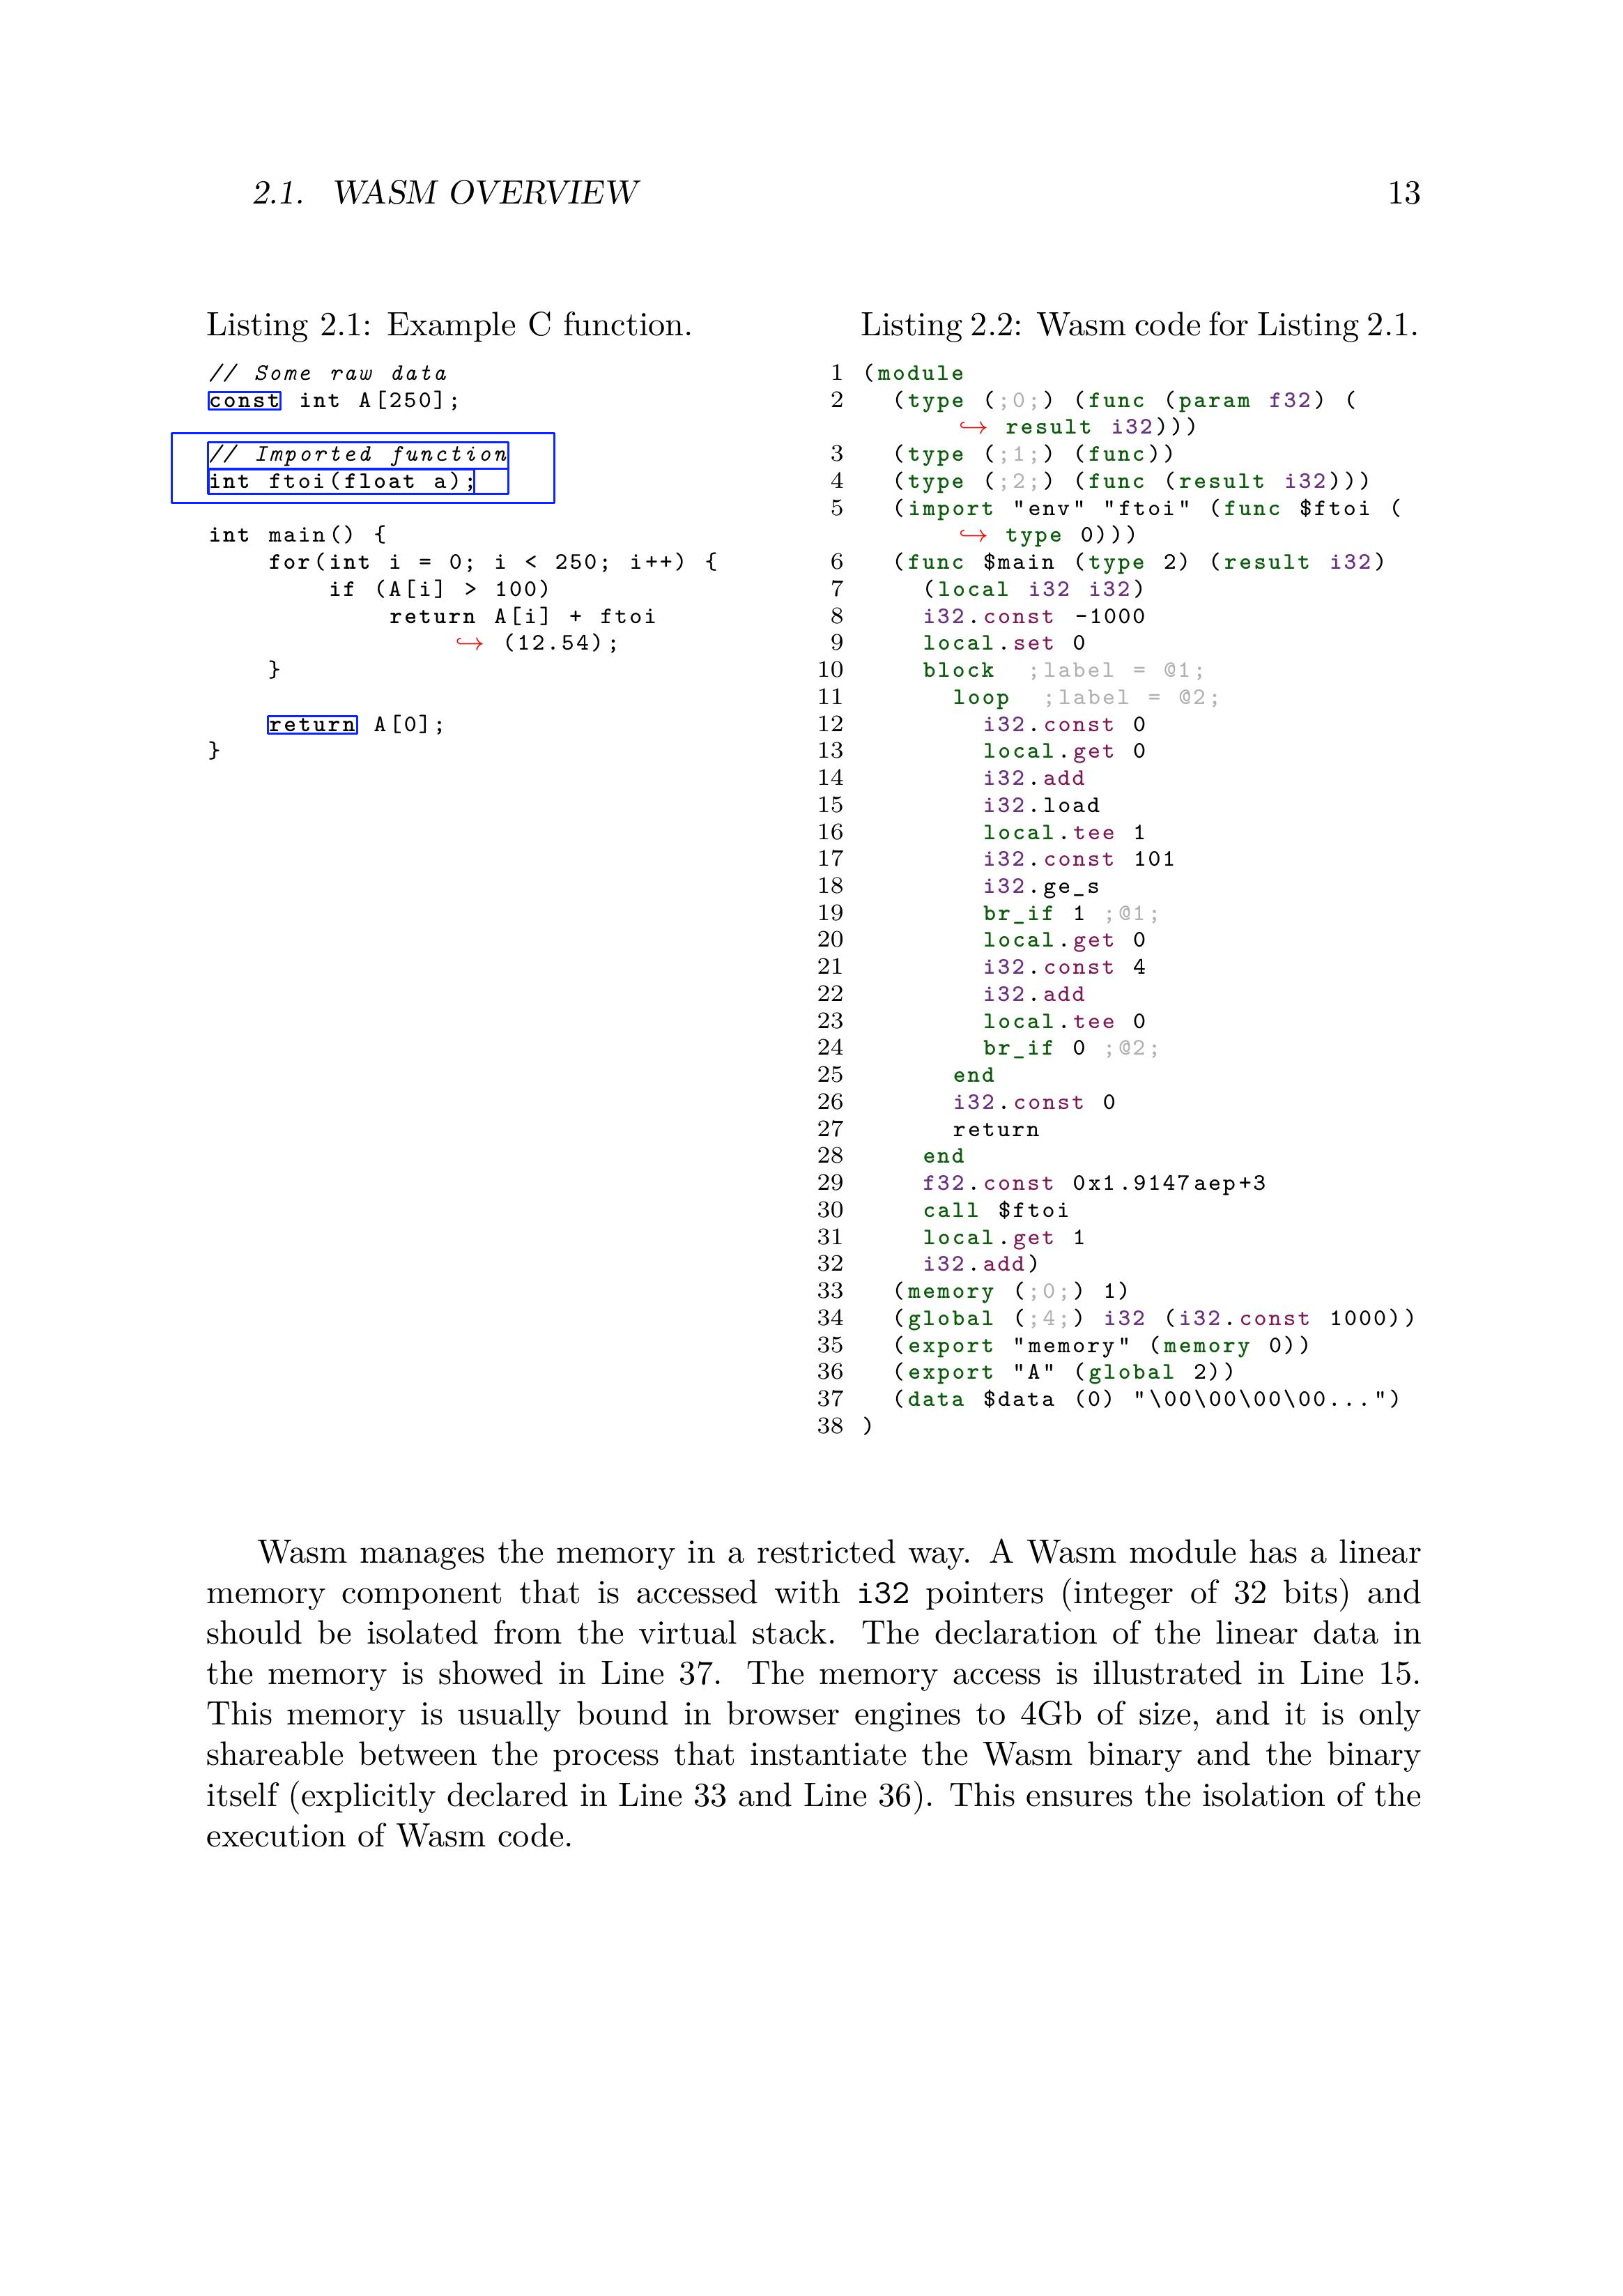 2.1. WASM OVERVIEW 13
Listing 2.1: Example C function.
// Some raw data
const int A[250];
// Imported function
int ftoi(float a);
int main() {
for(int i = 0; i < 250; i++) {
if (A[i] > 100)
return A[i] + ftoi
↪ (12.54);
}
return A[0];
}
Listing 2.2: Wasm code for Listing 2.1.
1 (module
2 (type (;0;) (func (param f32) (
↪ result i32)))
3 (type (;1;) (func))
4 (type (;2;) (func (result i32)))
5 (import "env" "ftoi" (func $ftoi (
↪ type 0)))
6 (func $main (type 2) (result i32)
7 (local i32 i32)
8 i32.const -1000
9 local.set 0
10 block ;label = @1;
11 loop ;label = @2;
12 i32.const 0
13 local.get 0
14 i32.add
15 i32.load
16 local.tee 1
17 i32.const 101
18 i32.ge_s
19 br_if 1 ;@1;
20 local.get 0
21 i32.const 4
22 i32.add
23 local.tee 0
24 br_if 0 ;@2;
25 end
26 i32.const 0
27 return
28 end
29 f32.const 0x1.9147aep+3
30 call $ftoi
31 local.get 1
32 i32.add)
33 (memory (;0;) 1)
34 (global (;4;) i32 (i32.const 1000))
35 (export "memory" (memory 0))
36 (export "A" (global 2))
37 (data $data (0) "\00\00\00\00...")
38 )
Wasm manages the memory in a restricted way. A Wasm module has a linear
memory component that is accessed with i32 pointers (integer of 32 bits) and
should be isolated from the virtual stack. The declaration of the linear data in
the memory is showed in Line 37. The memory access is illustrated in Line 15.
This memory is usually bound in browser engines to 4Gb of size, and it is only
shareable between the process that instantiate the Wasm binary and the binary
itself (explicitly declared in Line 33 and Line 36). This ensures the isolation of the
execution of Wasm code.